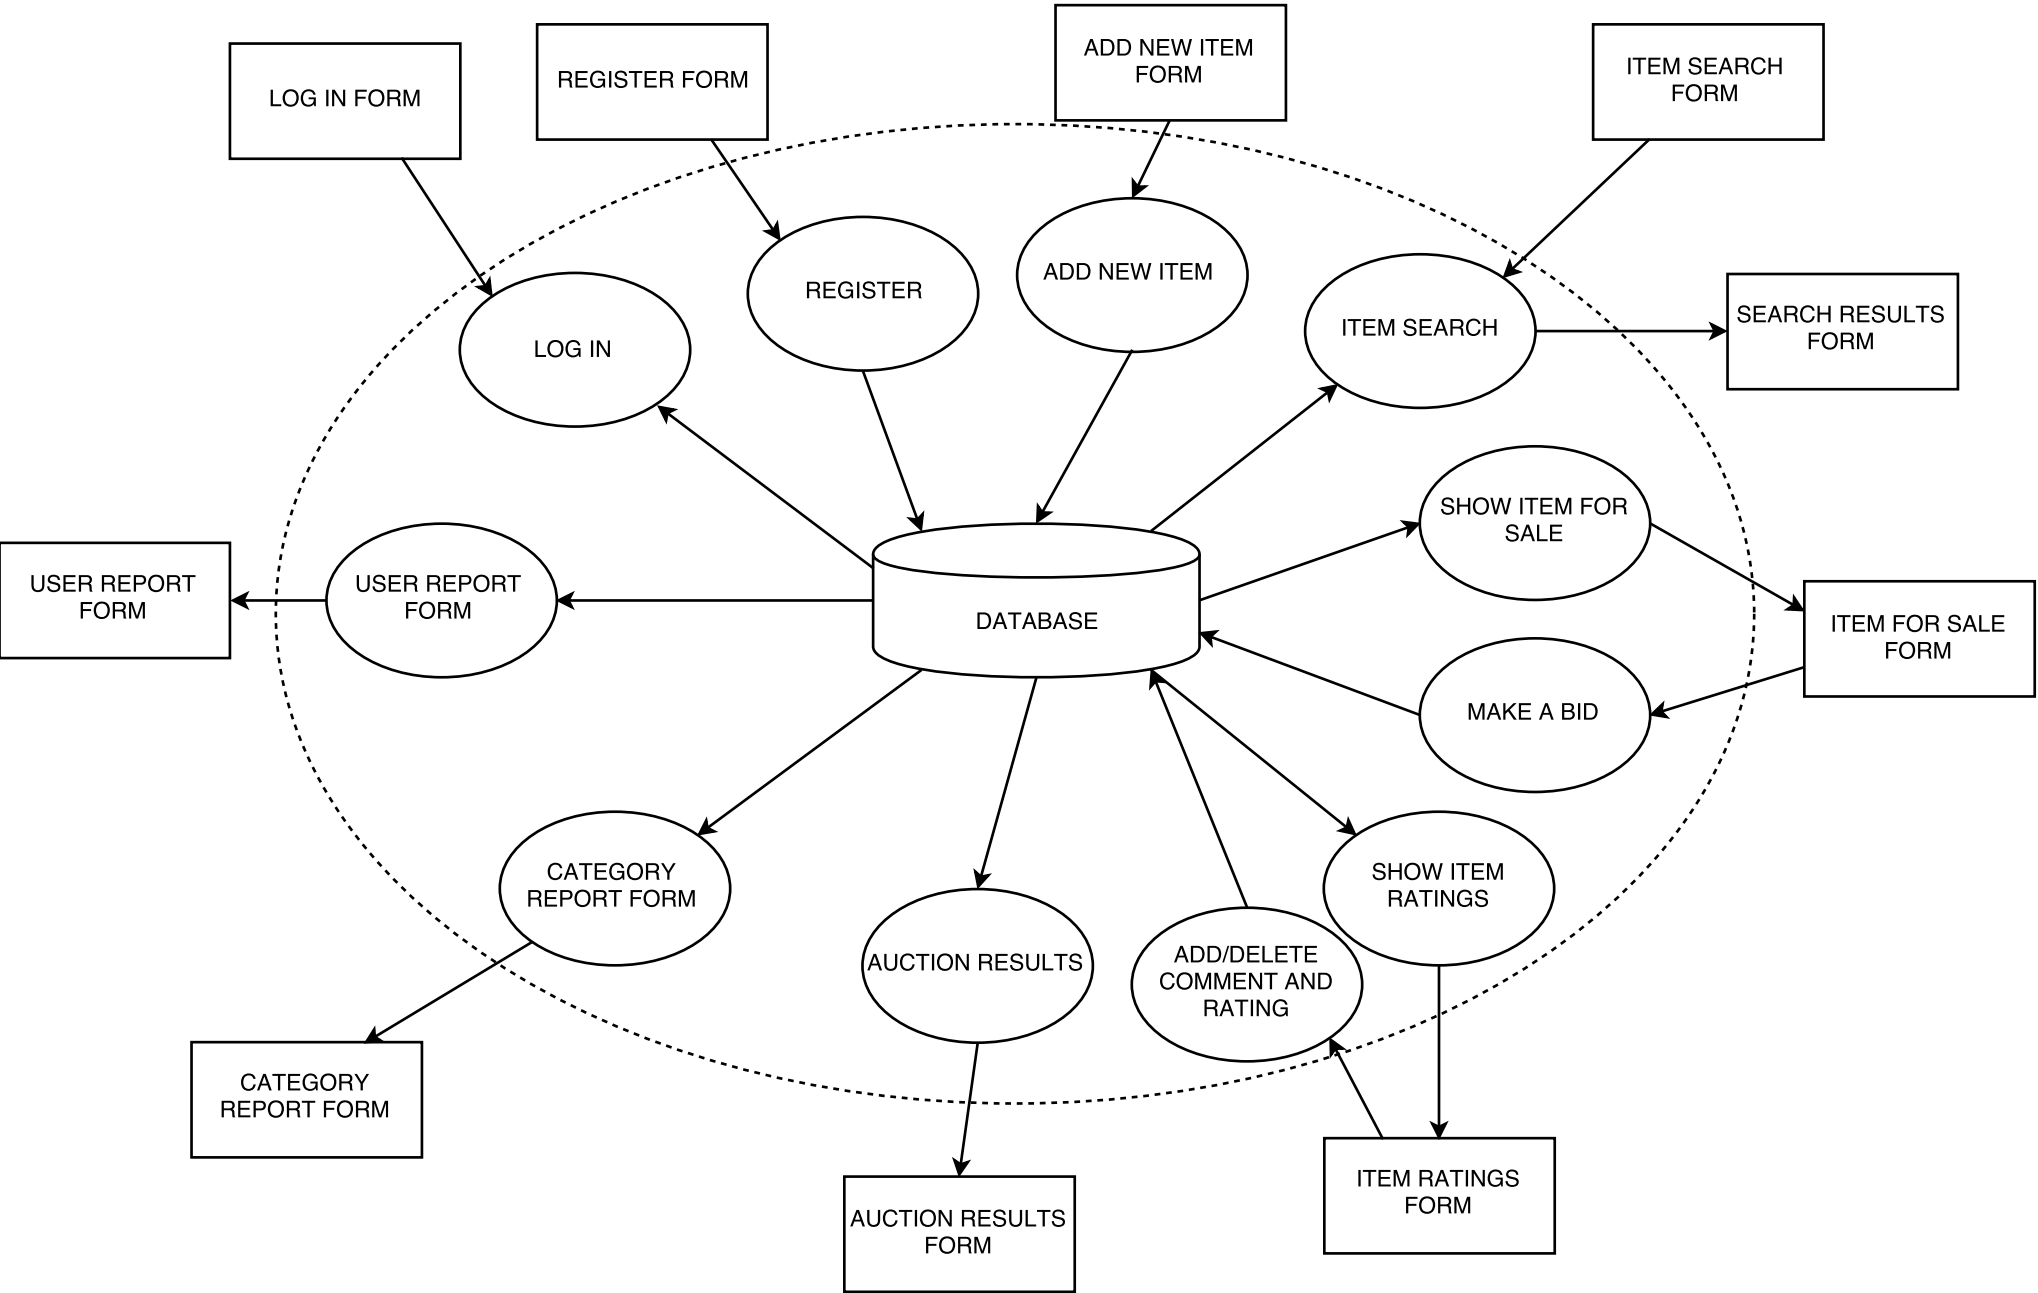 ADD NEW ITEM
FORM
REGISTER FORM
ITEM SEARCH
FORM
LOG IN FORM
ADD NEW ITEM
REGISTER
ITEM SEARCH
SEARCH RESULTS
FORM
LOG IN
SHOW ITEM FOR
SALE
USER REPORT
FORM
USER REPORT
FORM
DATABASE
ITEM FOR SALE
FORM
MAKE A BID
CATEGORY
REPORT FORM
SHOW ITEM
RATINGS
AUCTION RESULTS
ADD/DELETE
COMMENT AND
RATING
CATEGORY
REPORT FORM
ITEM RATINGS
FORM
AUCTION RESULTS
FORM